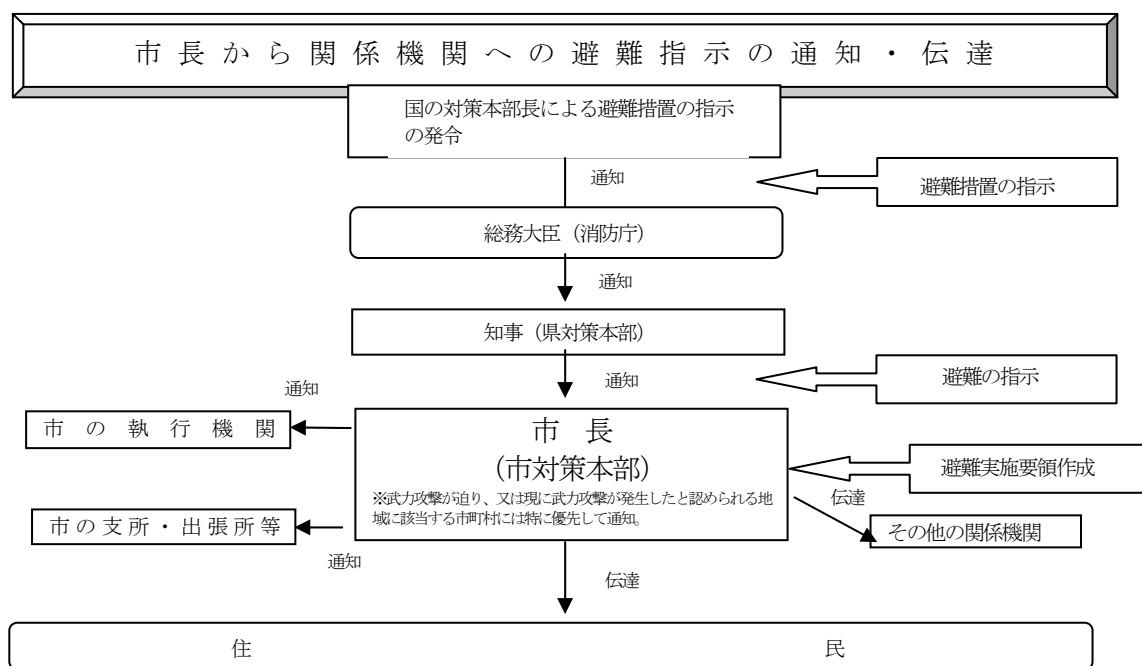 市長から関係機関への避難指示の通知・伝達
国の対策本部長による避難措置の指示
の発令
通知
避難措置の指示
総務大臣（消防庁）
通知
知事（県対策本部）
通知
避難の指示
通知
市の執行機関
市長
（市対策本部）
※武力攻撃が迫り、又は現に武力攻撃が発生したと認められる地
域に該当する市町村には特に優先して通知。
避難実施要領作成
伝達
市の支所・出張所等
その他の関係機関
通知
伝達
住民